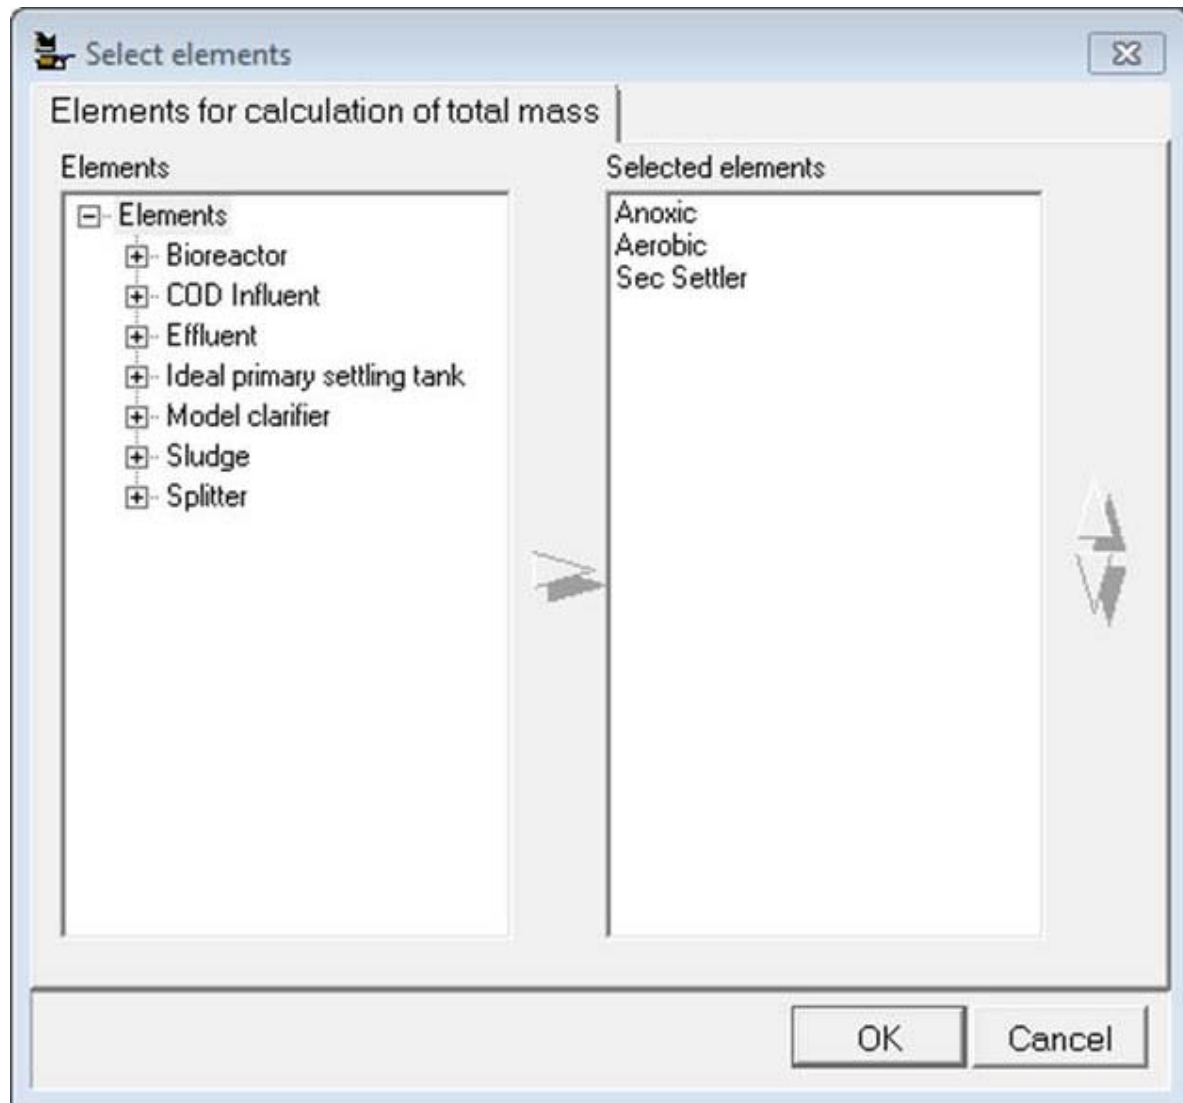 Select elements
Elements for calculation of total mass
Elements
Elements
Bioreactor
COD Influent
Effluent
Ideal primary settling tank
Model clarifier
Sludge
Splitter
Selected elements
Anoxic
Aerobic
Sec Settler
OK
Cancel